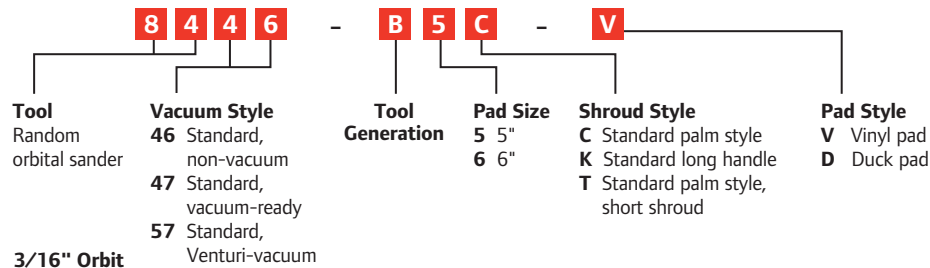 8 4 4 6 – B 5 C – V
Tool
Random
orbital sander
3/16" Orbit
Vacuum Style
46 Standard,
non-vacuum
47 Standard,
vacuum-ready
57 Standard,
Venturi-vacuum
Tool
Generation
Pad Size
5 5"
6 6"
Shroud Style
C Standard palm style
K Standard long handle
T Standard palm style,
short shroud
Pad Style
V Vinyl pad
D Duck pad